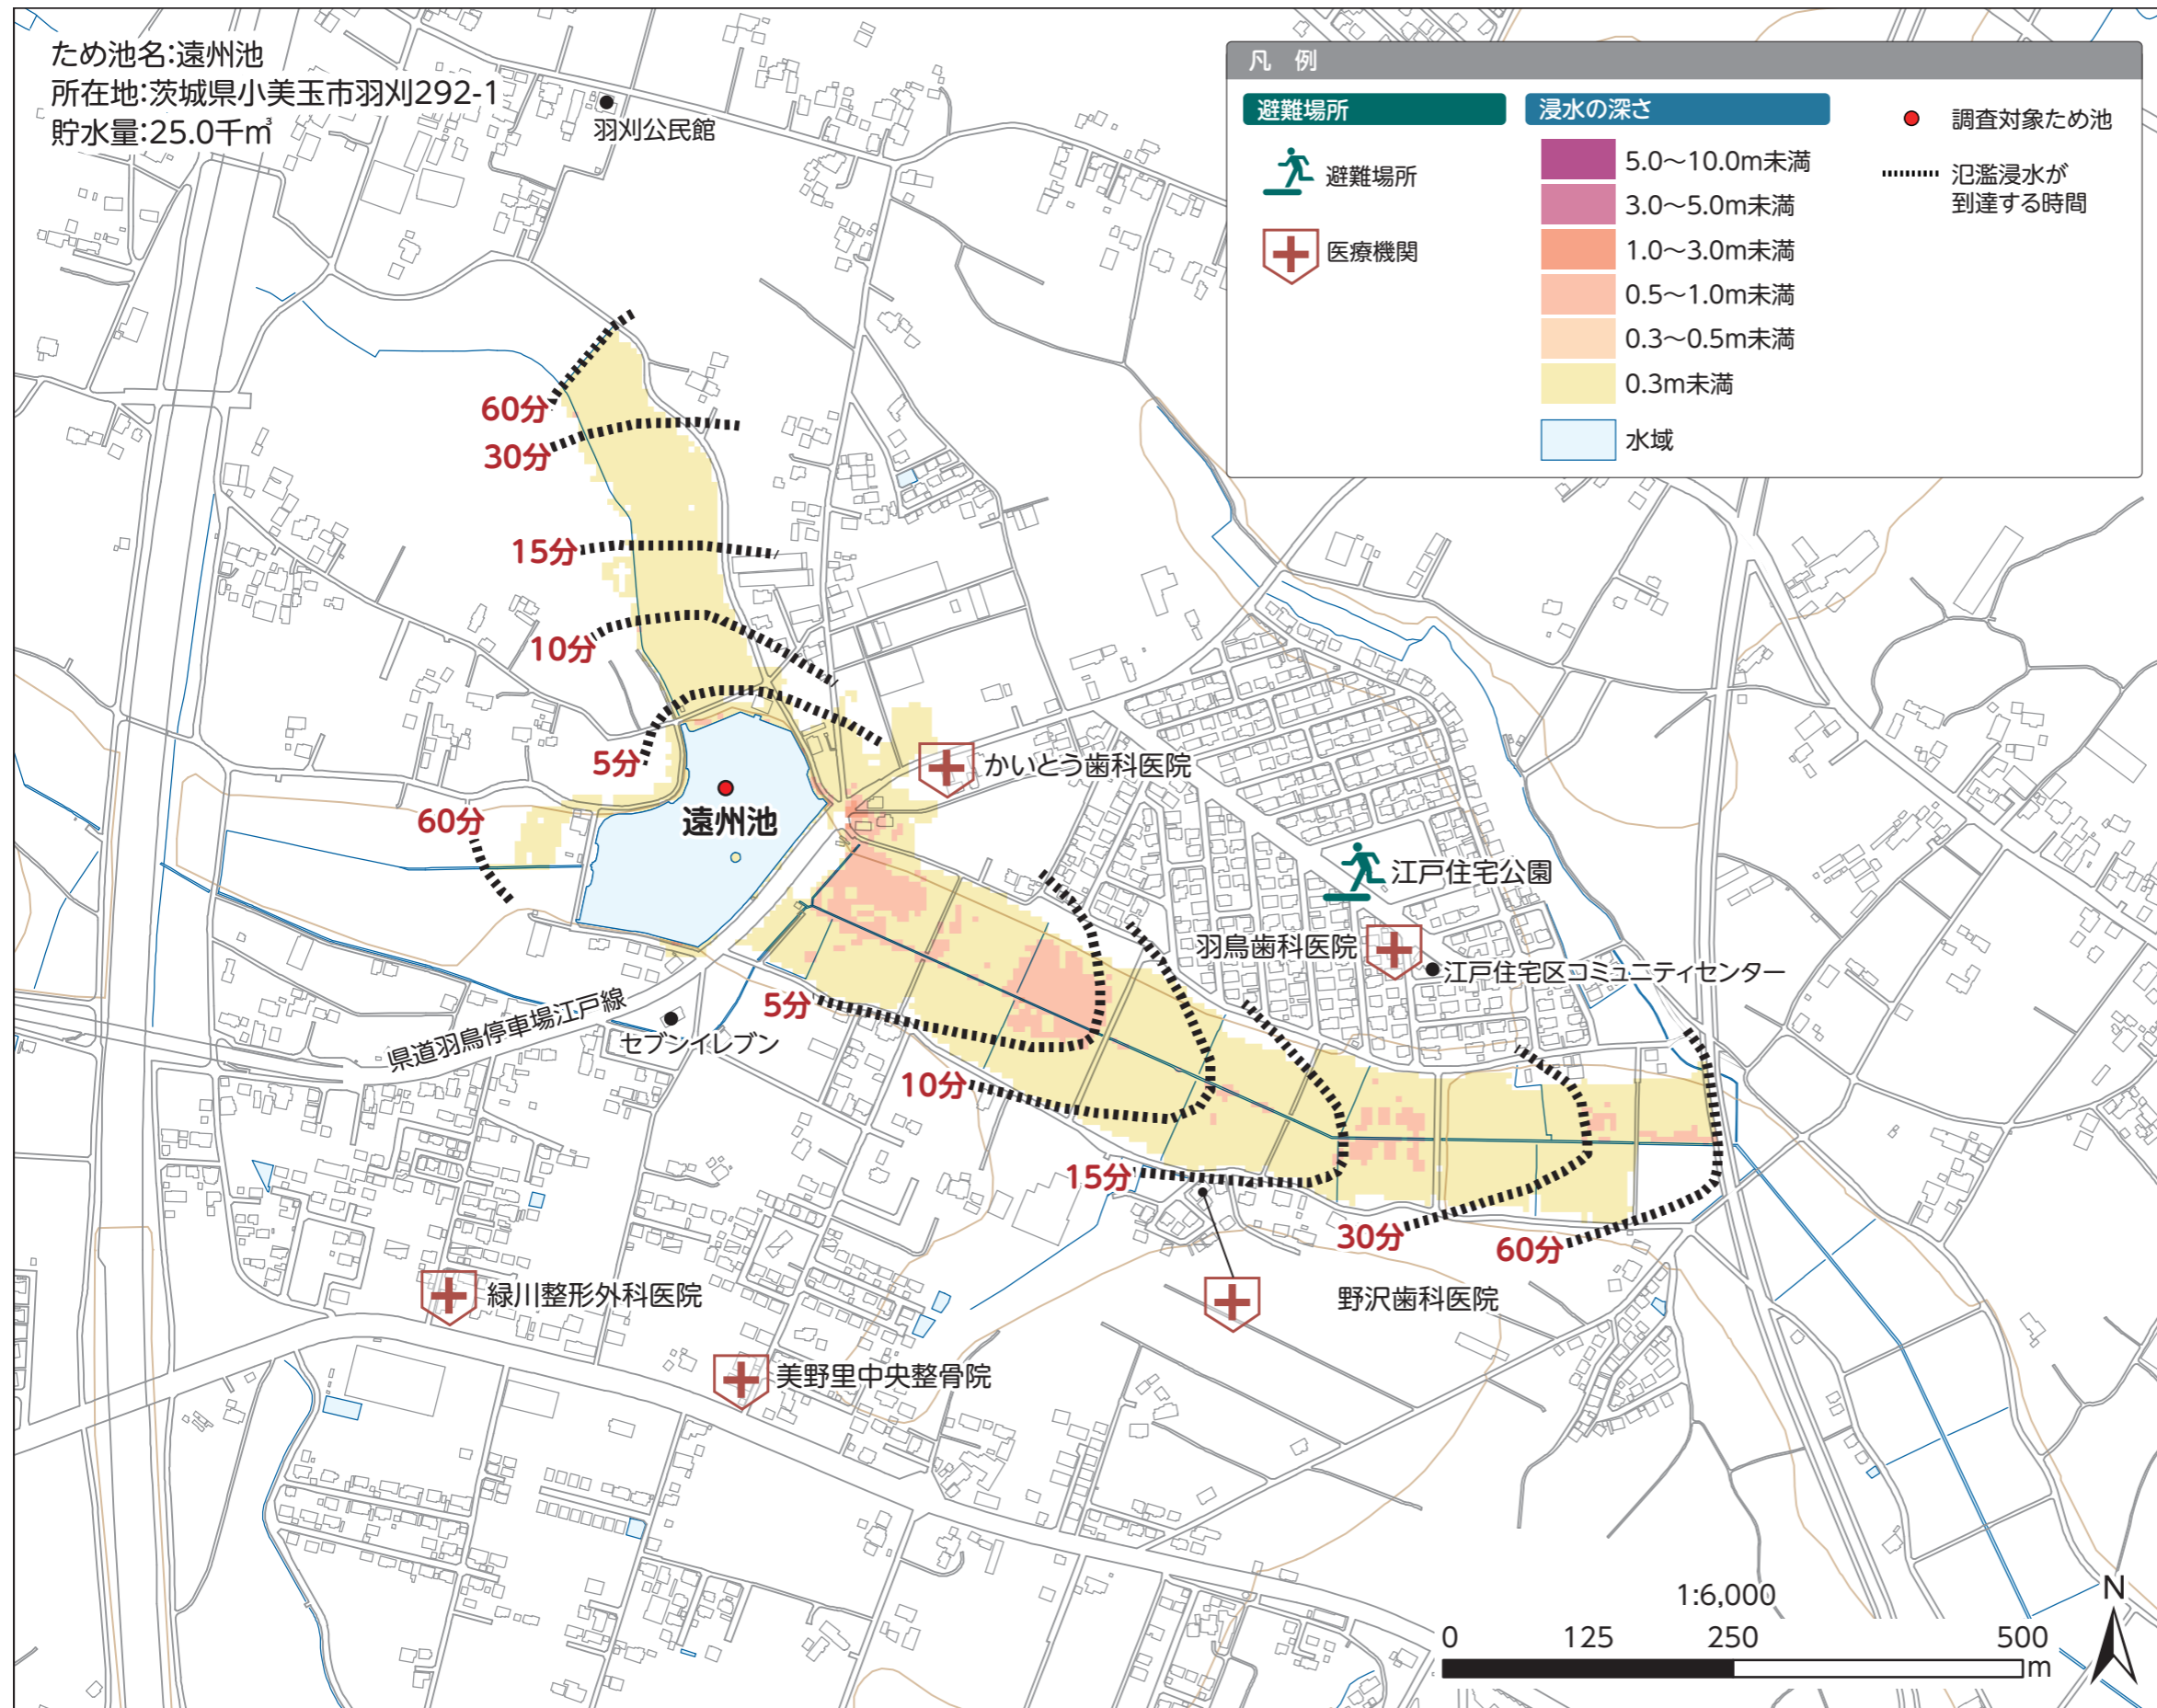 ため池名:遠州池
所在地:茨城県小美玉市羽刈292-1
貯水量:25.0千㎥
羽刈公民館
凡 例
避難場所
避難場所
医療機関
浸水の深さ
5.0～10.0m未満
3.0～5.0m未満
1.0～3.0m未満
0.5～1.0m未満
0.3～0.5m未満
0.3m未満
水域
調査対象ため池
氾濫浸水が
到達する時間
60分
30分
15分
10分
5分
60分
遠州池
かいとう歯科医院
江戸住宅公園
羽鳥歯科医院
江戸住宅区コミュニティセンター
県道羽鳥停車場江戸線
セブンイレブン
5分
10分
15分
30分
60分
緑川整形外科医院
野沢歯科医院
美野里中央整骨院
1:6,000
0 125 250 500
m
N